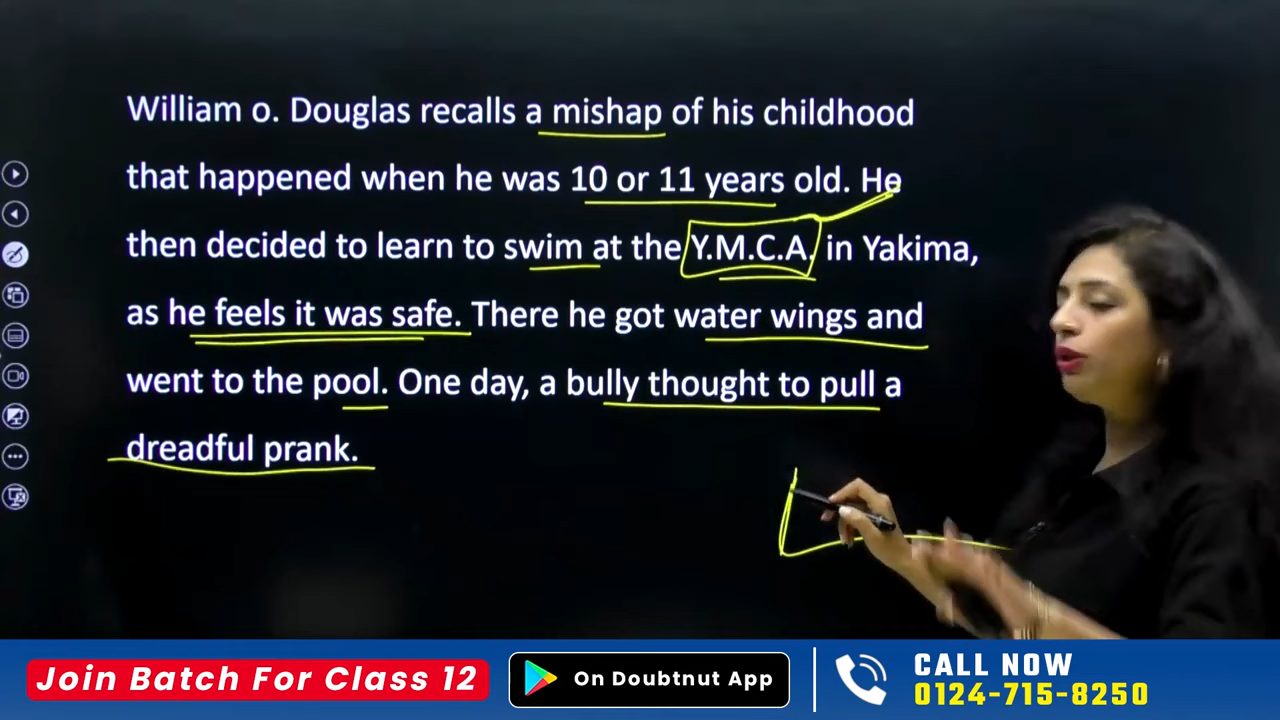 William o. Douglas recalls a mishap of his childhood
that happened when he was 10 or 11 years old. He
then decided to learn to swim at the Y.M.C.A. in Yakima,
as he feels it was safe. There he got water wings and
went to the pool. One day, a bully thought to pull a
dreadful prank.
Join Batch For Class 12
On Doubtnut App
CALL NOW
0124-715-8250